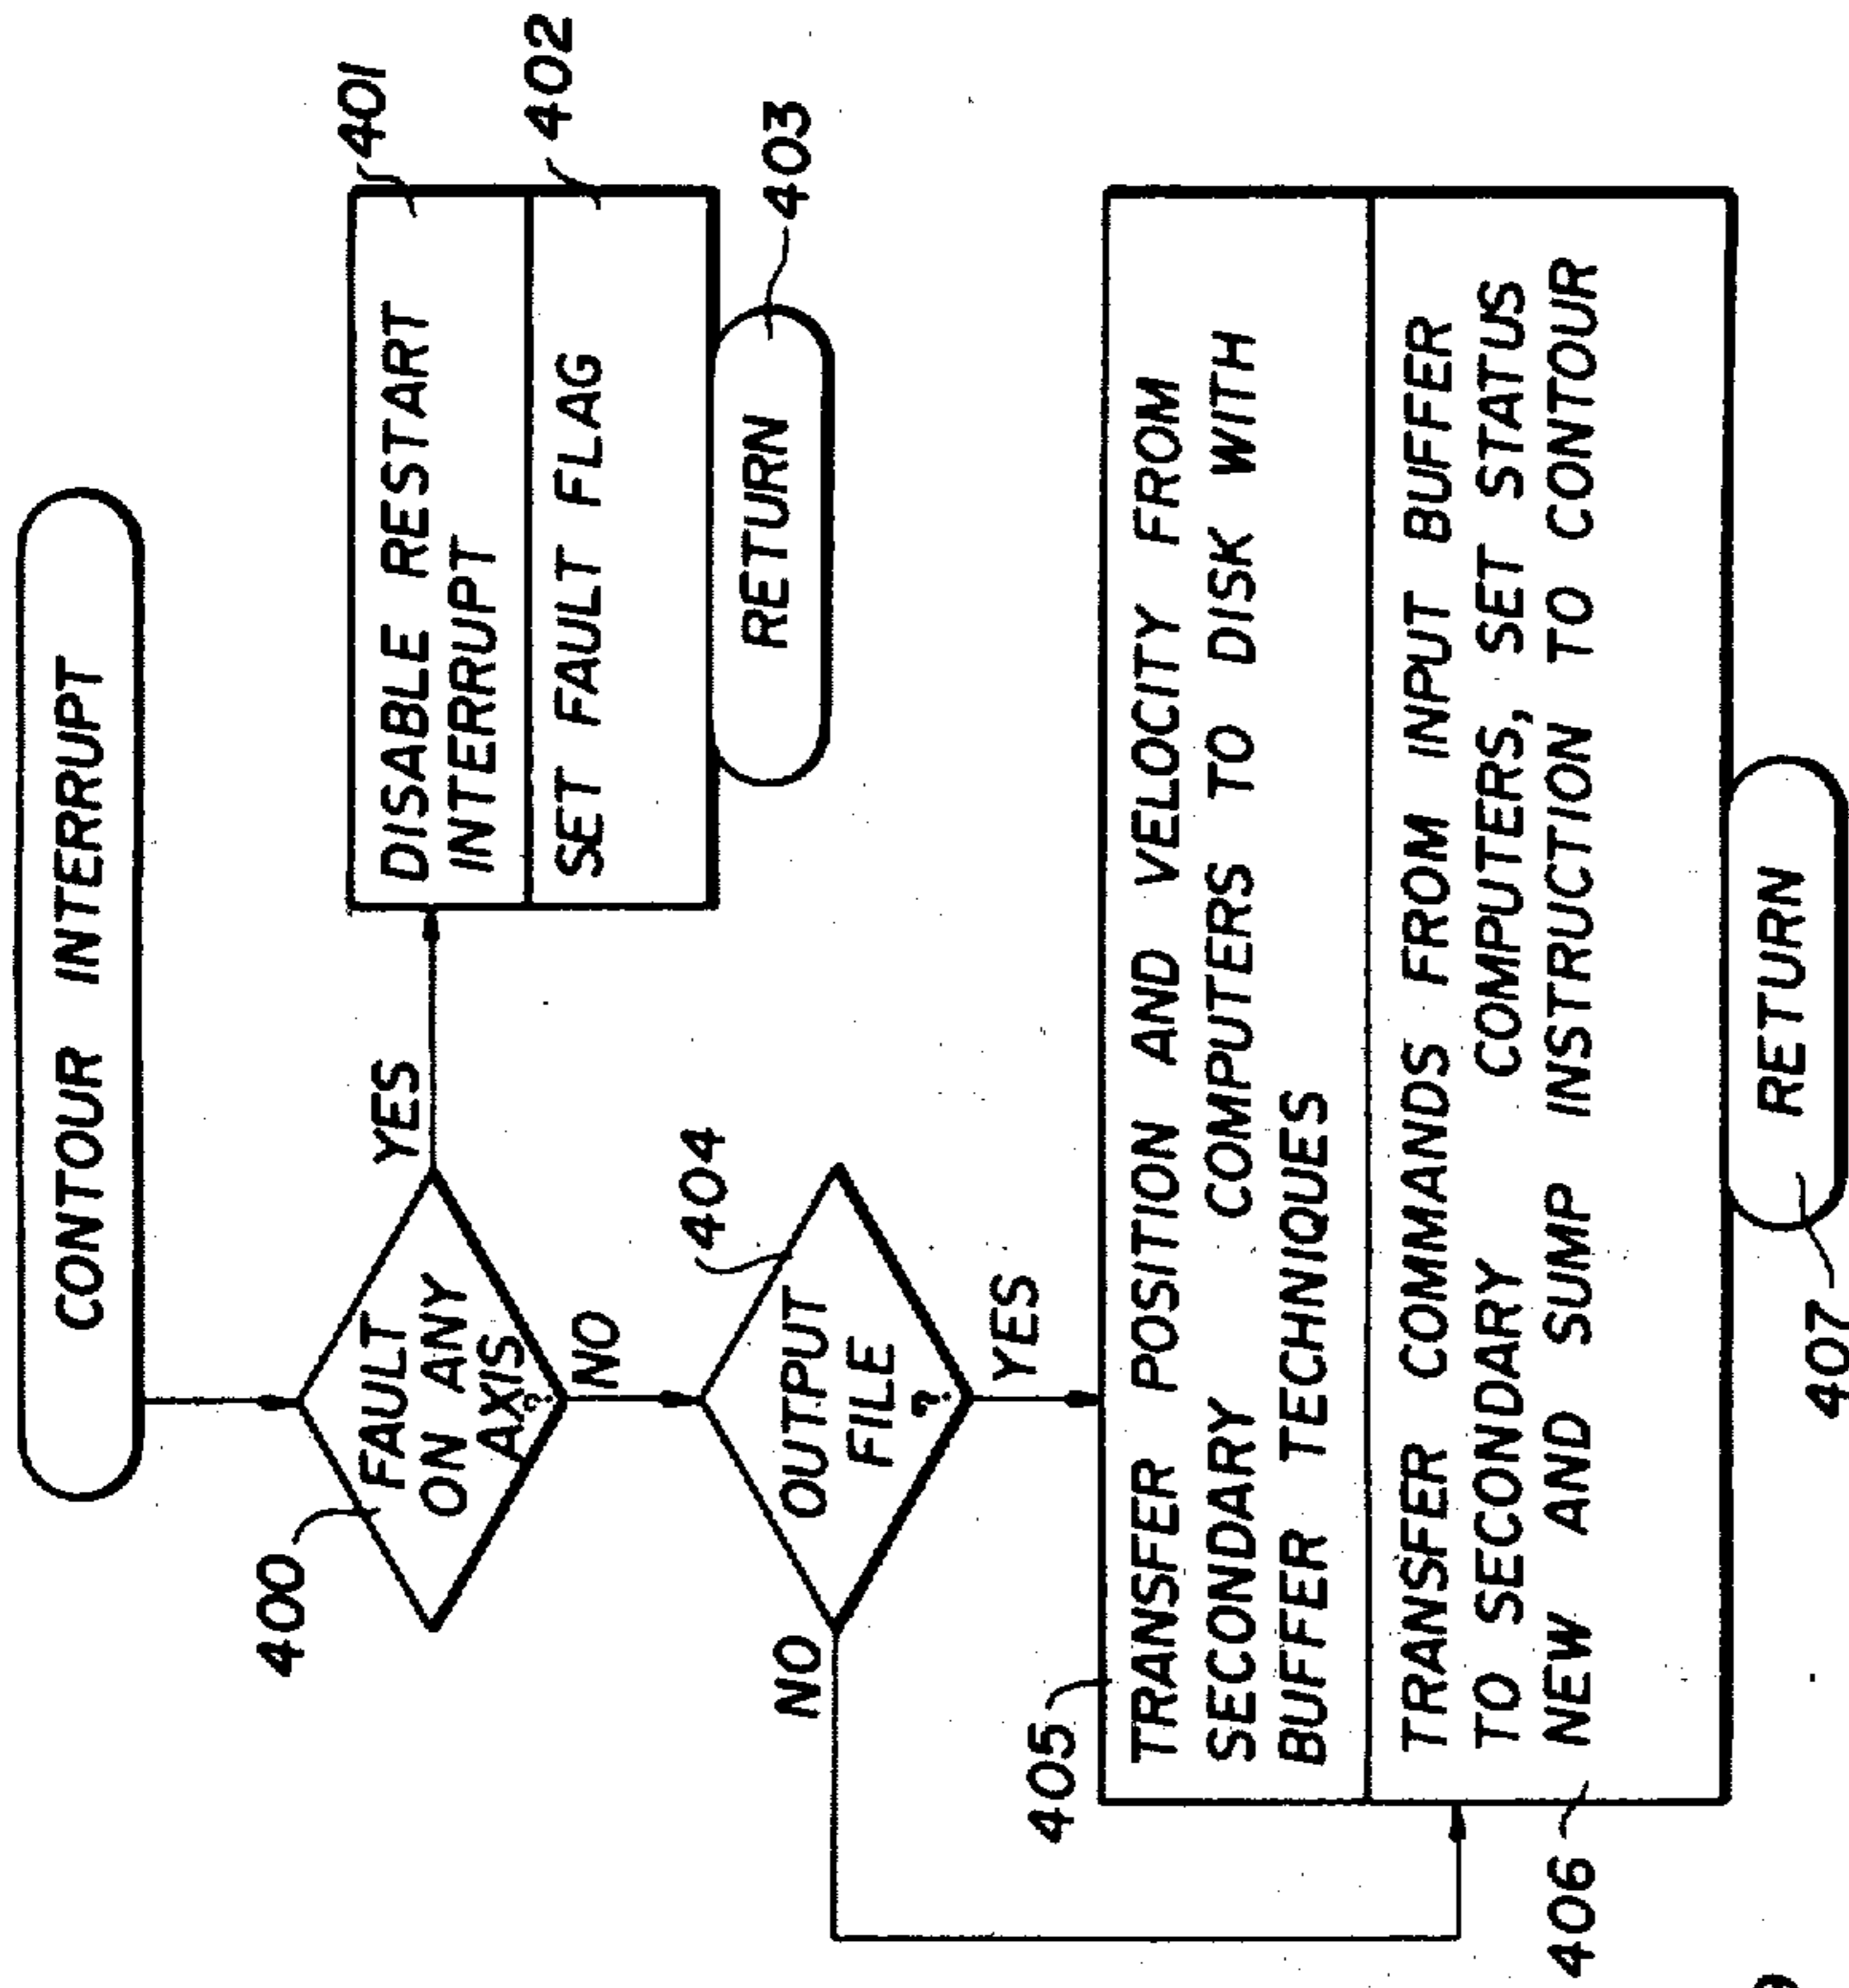 CONTOUR INTERRUPT
400
FAULT
ON ANY
AXIS
?
YES
NO
DISABLE RESTART
INTERRUPT
401
SET FAULT FLAG
402
RETURN
403
404
OUTPUT
FILE
?
NO
YES
405
TRANSFER POSITION AND VELOCITY FROM
SECONDARY COMPUTERS TO DISK WITH
BUFFER TECHNIQUES
406
TRANSFER COMMANDS FROM INPUT BUFFER
TO SECONDARY COMPUTERS, SET STATUS
NEW AND SUMP INSTRUCTION TO CONTOUR
RETURN
407